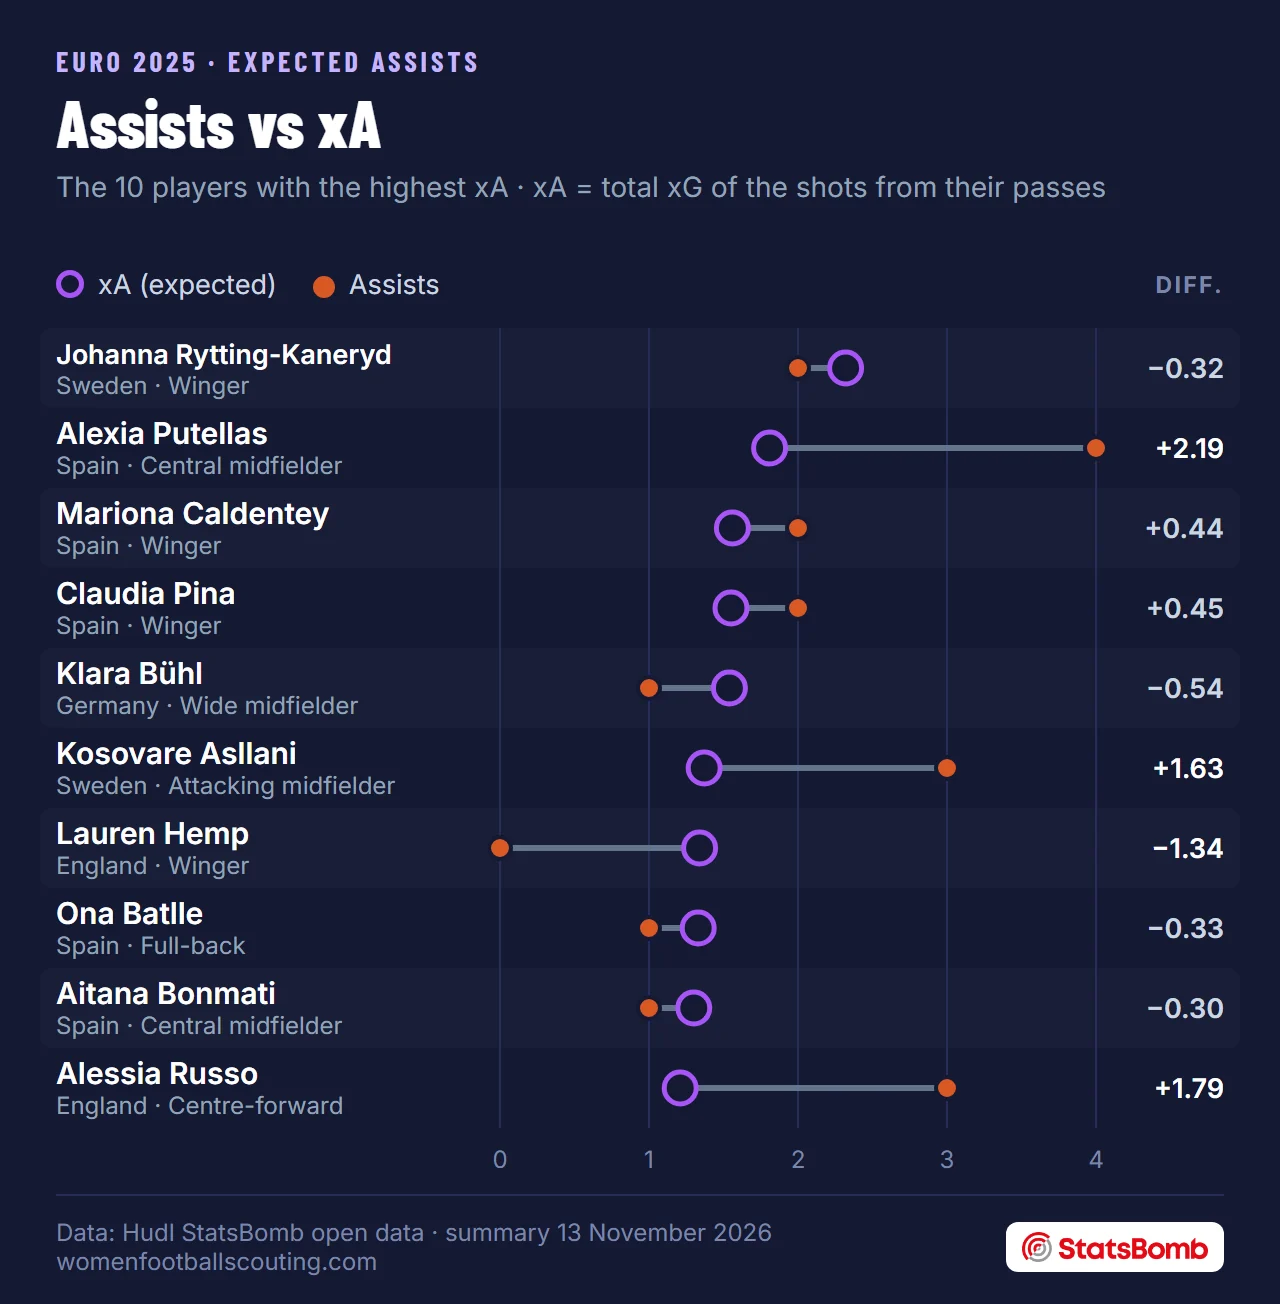 EURO 2025 · EXPECTED ASSISTS
Assists vs xA
The 10 players with the highest xA · xA = total xG of the shots from their passes
xA (expected) Assists DIFF.
Johanna Rytting-Kaneryd
Sweden · Winger
−0.32
Alexia Putellas
Spain · Central midfielder
+2.19
Mariona Caldentey
Spain · Winger
+0.44
Claudia Pina
Spain · Winger
+0.45
Klara Bühl
Germany · Wide midfielder
−0.54
Kosovare Asllani
Sweden · Attacking midfielder
+1.63
Lauren Hemp
England · Winger
−1.34
Ona Batlle
Spain · Full-back
−0.33
Aitana Bonmati
Spain · Central midfielder
−0.30
Alessia Russo
England · Centre-forward
+1.79
0 1 2 3 4
Data: Hudl StatsBomb open data · summary 13 November 2026
womenfootballscouting.com
StatsBomb